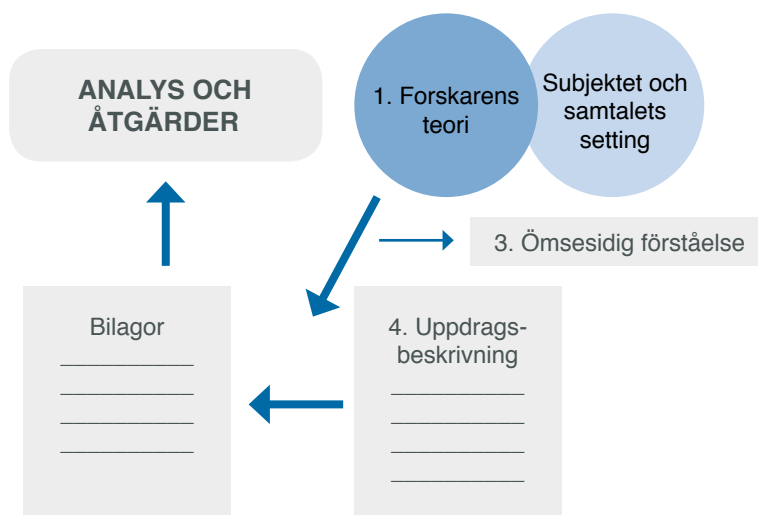 ANALYS OCH
ÅTGÄRDER
1. Forskarens
teori
Subjektet och
samtalets
setting
3. Ömsesidig förståelse
Bilagor
4. Uppdrags-
beskrivning